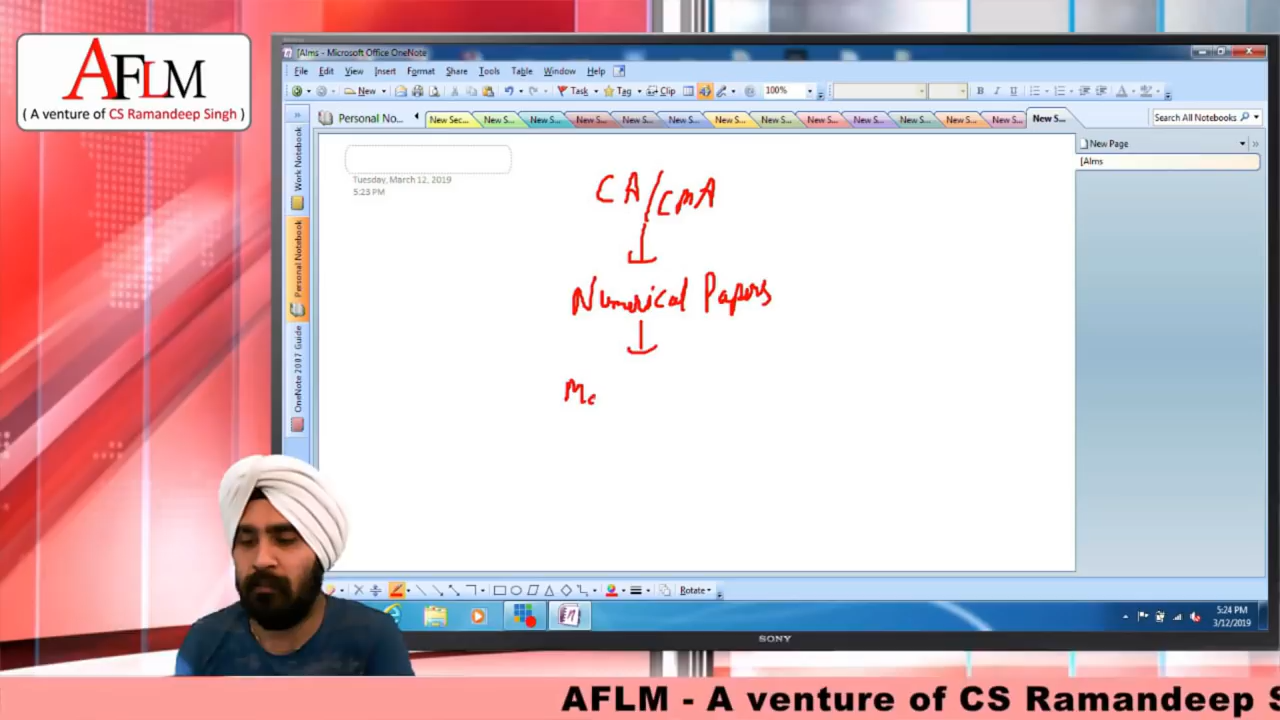 AFLM
( A venture of CS Ramandeep Singh )
[Alms - Microsoft Office OneNote
File Edit View Insert Format Share Tools Table Window Help
New Task Tag Clip 100%
Personal No... New Sec... New S... New S... New S... New S... New S... New S... New S... New S... New S... New S... New S... New S... New S...
Search All Notebooks
New Page
[Alms
Work Notebook
Personal Notebook
OneNote 2007 Guide
Tuesday, March 12, 2019
5:23 PM
CA/CMA
Numerical Papers
Mc
Rotate
5:24 PM
3/12/2019
SONY
AFLM - A venture of CS Ramandeep S